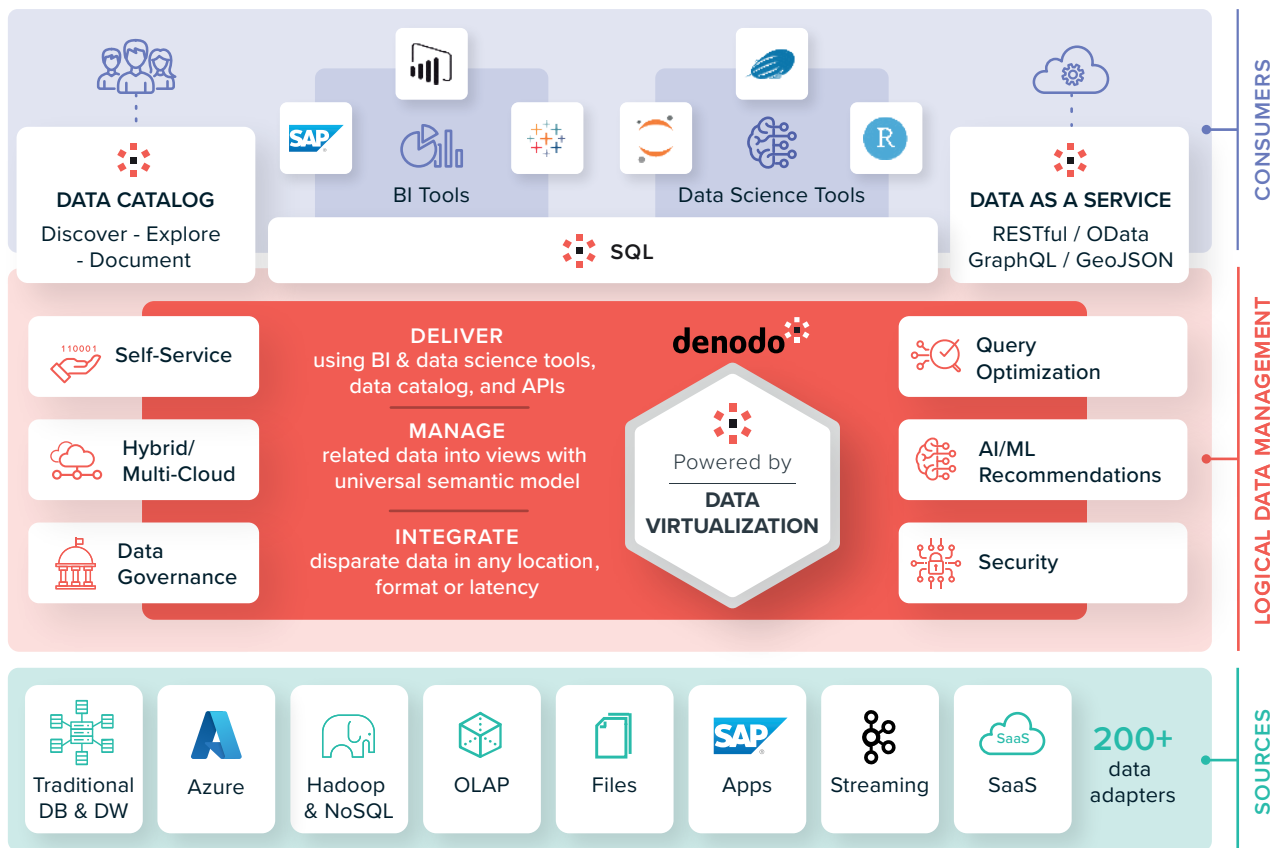 CONSUMERS
SAP
BI Tools
Data Science Tools
R
DATA CATALOG
Discover - Explore
- Document
SQL
DATA AS A SERVICE
RESTful / OData
GraphQL / GeoJSON
LOGICAL DATA MANAGEMENT
110001
Self-Service
Hybrid/
Multi-Cloud
Data
Governance
DELIVER
using BI & data science tools,
data catalog, and APIs
MANAGE
related data into views with
universal semantic model
INTEGRATE
disparate data in any location,
format or latency
denodo
Powered by
DATA
VIRTUALIZATION
Query
Optimization
AI/ML
Recommendations
Security
SOURCES
Traditional
DB & DW
Azure
Hadoop
& NoSQL
OLAP
Files
SAP
Apps
Streaming
SaaS
SaaS
200+
data
adapters